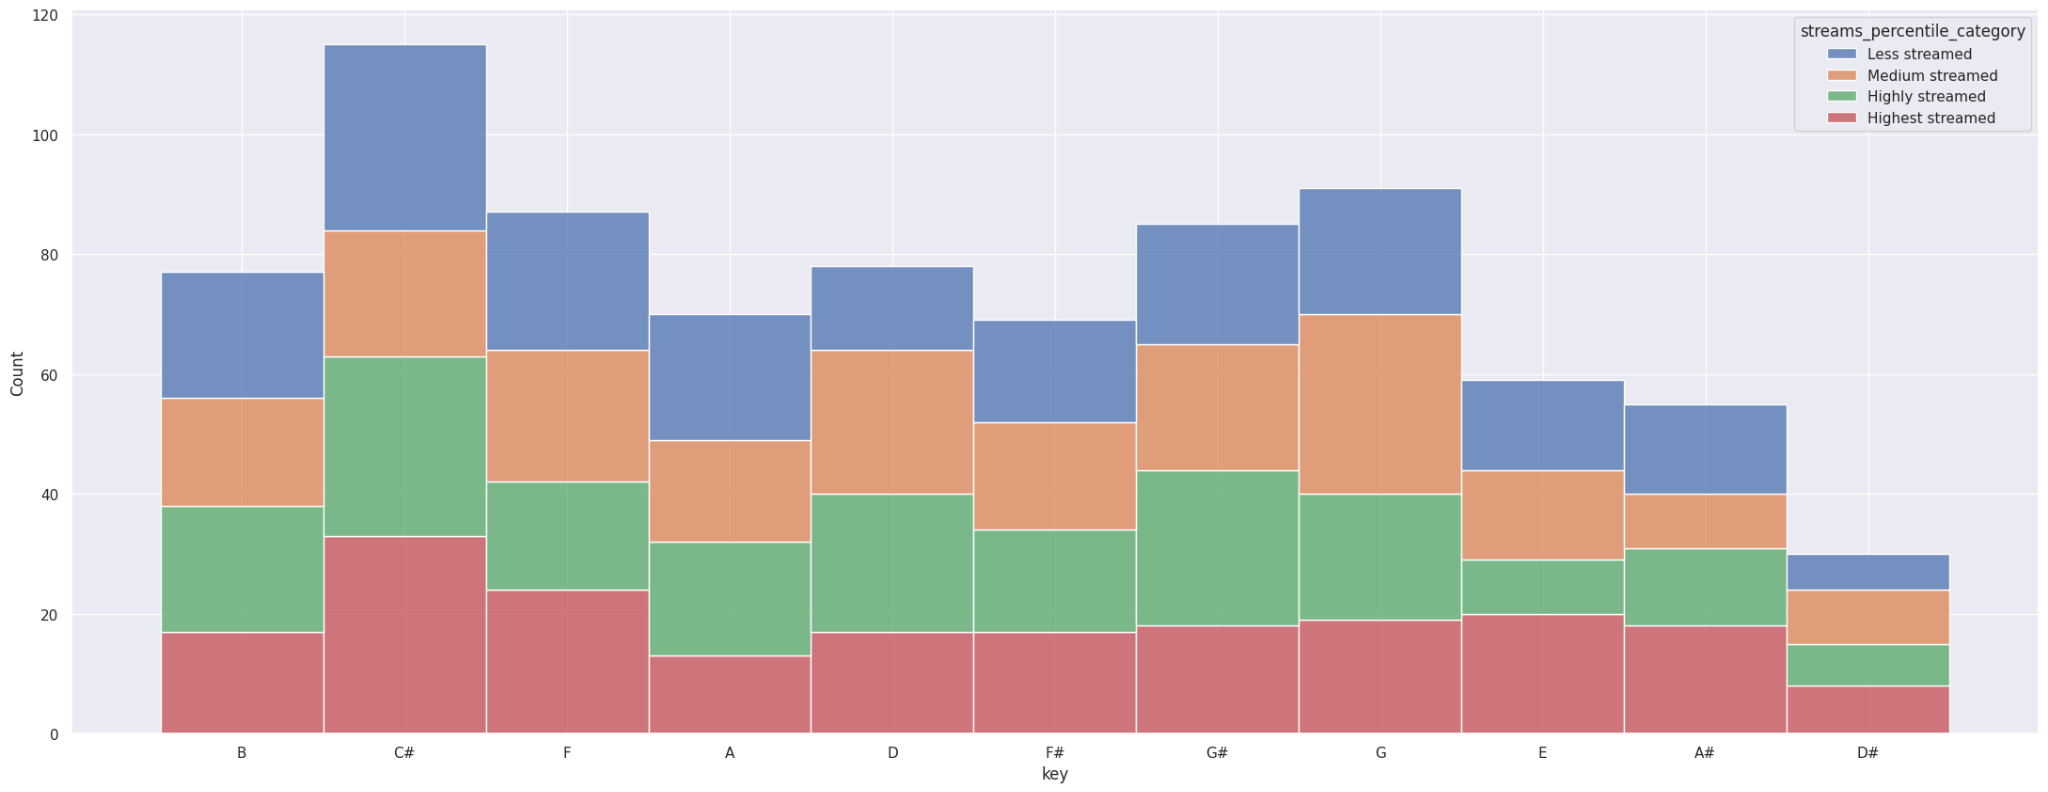 streams_percentile_category
Less streamed
Medium streamed
Highly streamed
Highest streamed
120
100
80
60
40
20
0
Count
B C# F A D F# G# G E A# D#
key